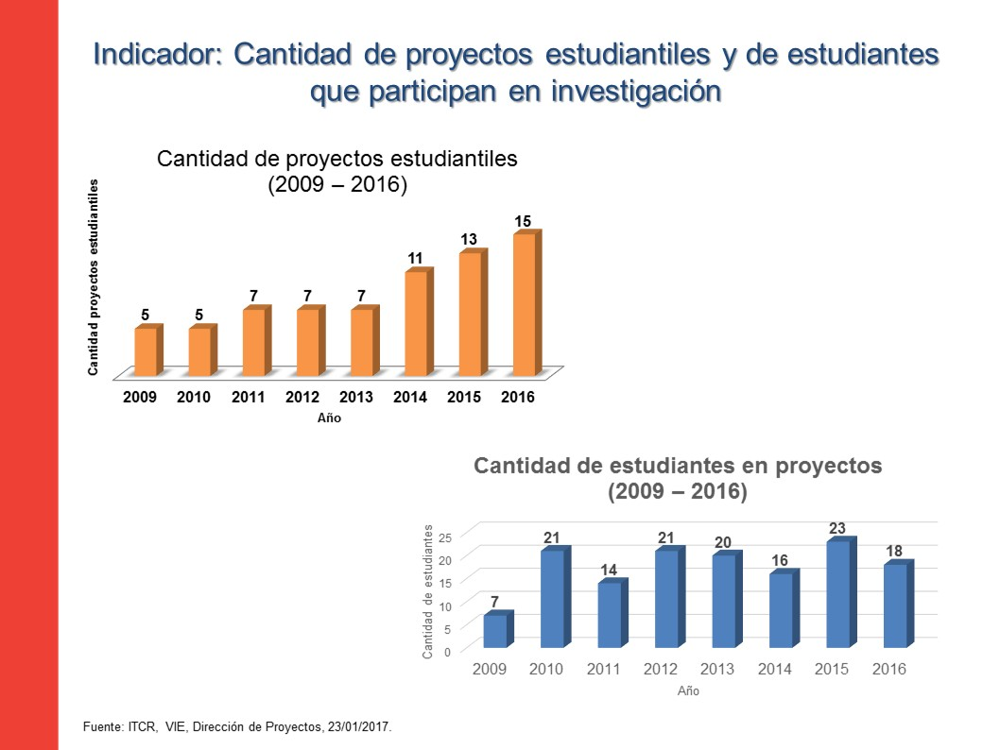 Indicador: Cantidad de proyectos estudiantiles y de estudiantes
que participan en investigación
Cantidad de proyectos estudiantiles
(2009 – 2016)
Cantidad proyectos estudiantiles
5 5 7 7 7 11 13 15
2009 2010 2011 2012 2013 2014 2015 2016
Año
Cantidad de estudiantes en proyectos
(2009 – 2016)
Cantidad de estudiantes
25
20
15
10
5
0
7 21 14 21 20 16 23 18
2009 2010 2011 2012 2013 2014 2015 2016
Año
Fuente: ITCR, VIE, Dirección de Proyectos, 23/01/2017.